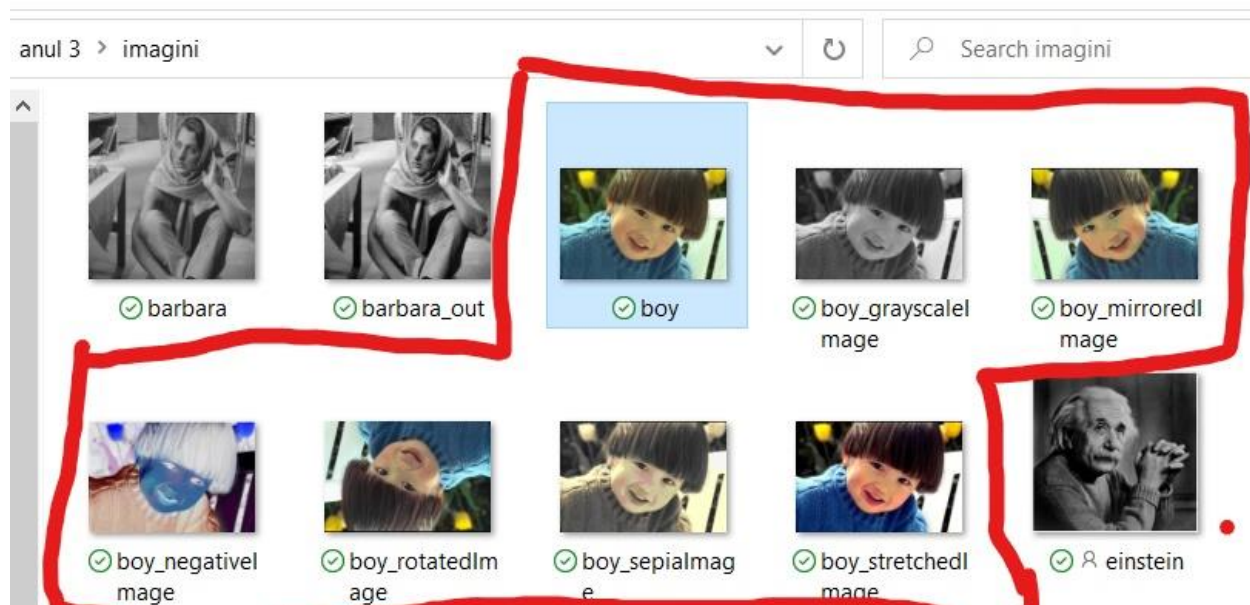 anul 3 > imagini
Search imagini
barbara
barbara_out
boy
boy_grayscaleI
mage
boy_mirroredI
mage
boy_negativeI
mage
boy_rotatedIm
age
boy_sepiaImag
e
boy_stretchedI
mage
einstein